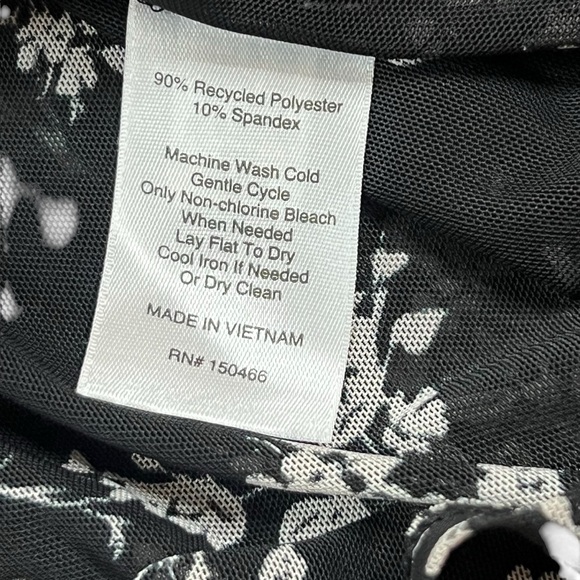 90% Recycled Polyester
10% Spandex
Machine Wash Cold
Gentle Cycle
Only Non-chlorine Bleach
When Needed
Lay Flat To Dry
Cool Iron If Needed
Or Dry Clean
MADE IN VIETNAM
RN# 150466